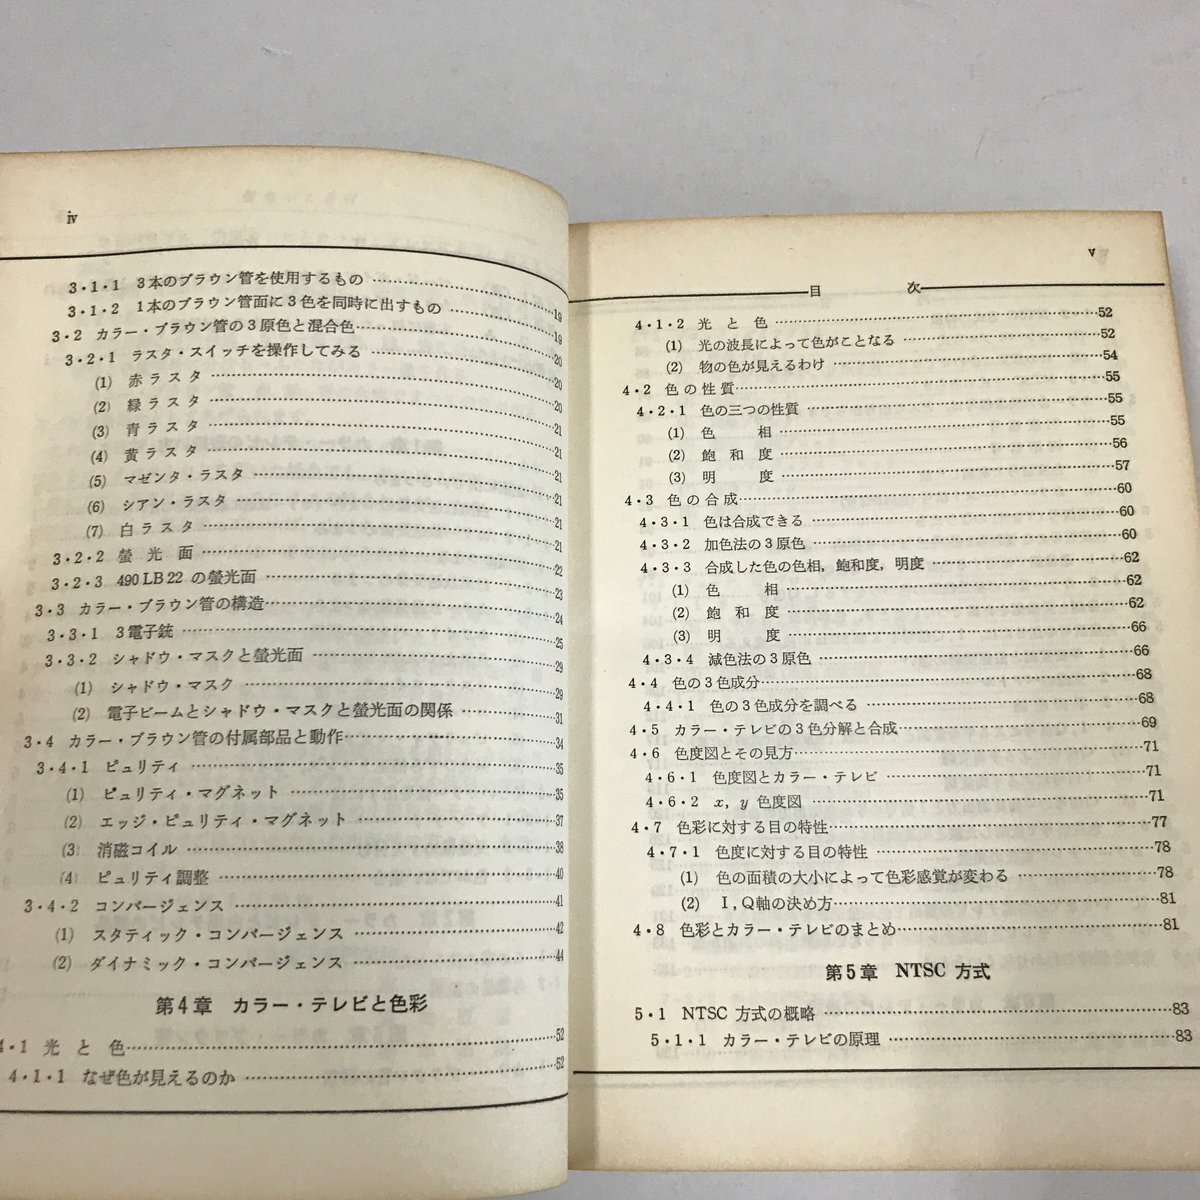 iv
3・1・1 3本のブラウン管を使用するもの……19
3・1・2 1本のブラウン管面に3色を同時に出すもの……19
3・2 カラー・ブラウン管の3原色と混合色……20
3・2・1 ラスタ・スイッチを操作してみる……20
(1) 赤ラスタ……20
(2) 緑ラスタ……21
(3) 青ラスタ……21
(4) 黄ラスタ……21
(5) マゼンタ・ラスタ……21
(6) シアン・ラスタ……21
(7) 白ラスタ……21
3・2・2 螢光面……22
3・2・3 490 LB 22 の螢光面……23
3・3 カラー・ブラウン管の構造……24
3・3・1 3電子銃……25
3・3・2 シャドウ・マスクと螢光面……29
(1) シャドウ・マスク……29
(2) 電子ビームとシャドウ・マスクと螢光面の関係……31
3・4 カラー・ブラウン管の付属部品と動作……34
3・4・1 ピュリティ……35
(1) ピュリティ・マグネット……35
(2) エッジ・ピュリティ・マグネット……37
(3) 消磁コイル……38
(4) ピュリティ調整……40
3・4・2 コンバージェンス……41
(1) スタティック・コンバージェンス……42
(2) ダイナミック・コンバージェンス……44
第4章 カラー・テレビと色彩
4・1 光と色……52
4・1・1 なぜ色が見えるのか……52
v
目次
4・1・2 光と色……52
(1) 光の波長によって色がことなる……52
(2) 物の色が見えるわけ……54
4・2 色の性質……55
4・2・1 色の三つの性質……55
(1) 色相……55
(2) 飽和度……56
(3) 明度……57
4・3 色の合成……60
4・3・1 色は合成できる……60
4・3・2 加色法の3原色……60
4・3・3 合成した色の色相, 飽和度, 明度……62
(1) 色相……62
(2) 飽和度……62
(3) 明度……66
4・3・4 減色法の3原色……66
4・4 色の3色成分……68
4・4・1 色の3色成分を調べる……68
4・5 カラー・テレビの3色分解と合成……69
4・6 色度図とその見方……71
4・6・1 色度図とカラー・テレビ……71
4・6・2 x, y 色度図……71
4・7 色彩に対する目の特性……77
4・7・1 色度に対する目の特性……78
(1) 色の面積の大小によって色彩感覚が変わる……78
(2) I, Q軸の決め方……81
4・8 色彩とカラー・テレビのまとめ……81
第5章 NTSC 方式
5・1 NTSC 方式の概略……83
5・1・1 カラー・テレビの原理……83